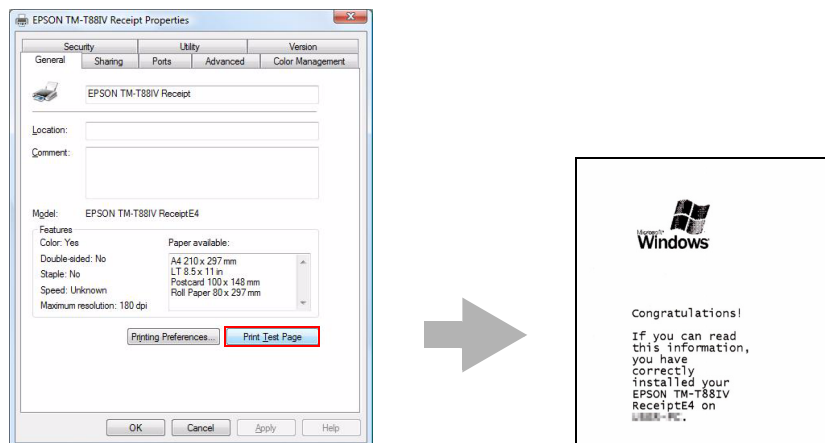 EPSON TM-T88IV Receipt Properties
Security Utility Version
General Sharing Ports Advanced Color Management
EPSON TM-T88IV Receipt
Location:
Comment:
Model: EPSON TM-T88IV ReceiptE4
Features
Color: Yes
Double-sided: No
Staple: No
Speed: Unknown
Maximum resolution: 180 dpi
Paper available:
A4 210 x 297 mm
LT 8.5 x 11 in
Postcard 100 x 148 mm
Roll Paper 80 x 297 mm
Printing Preferences... Print Test Page
OK Cancel Apply Help
Microsoft
Windows
Congratulations!
If you can read
this information,
you have
correctly
installed your
EPSON TM-T88IV
ReceiptE4 on